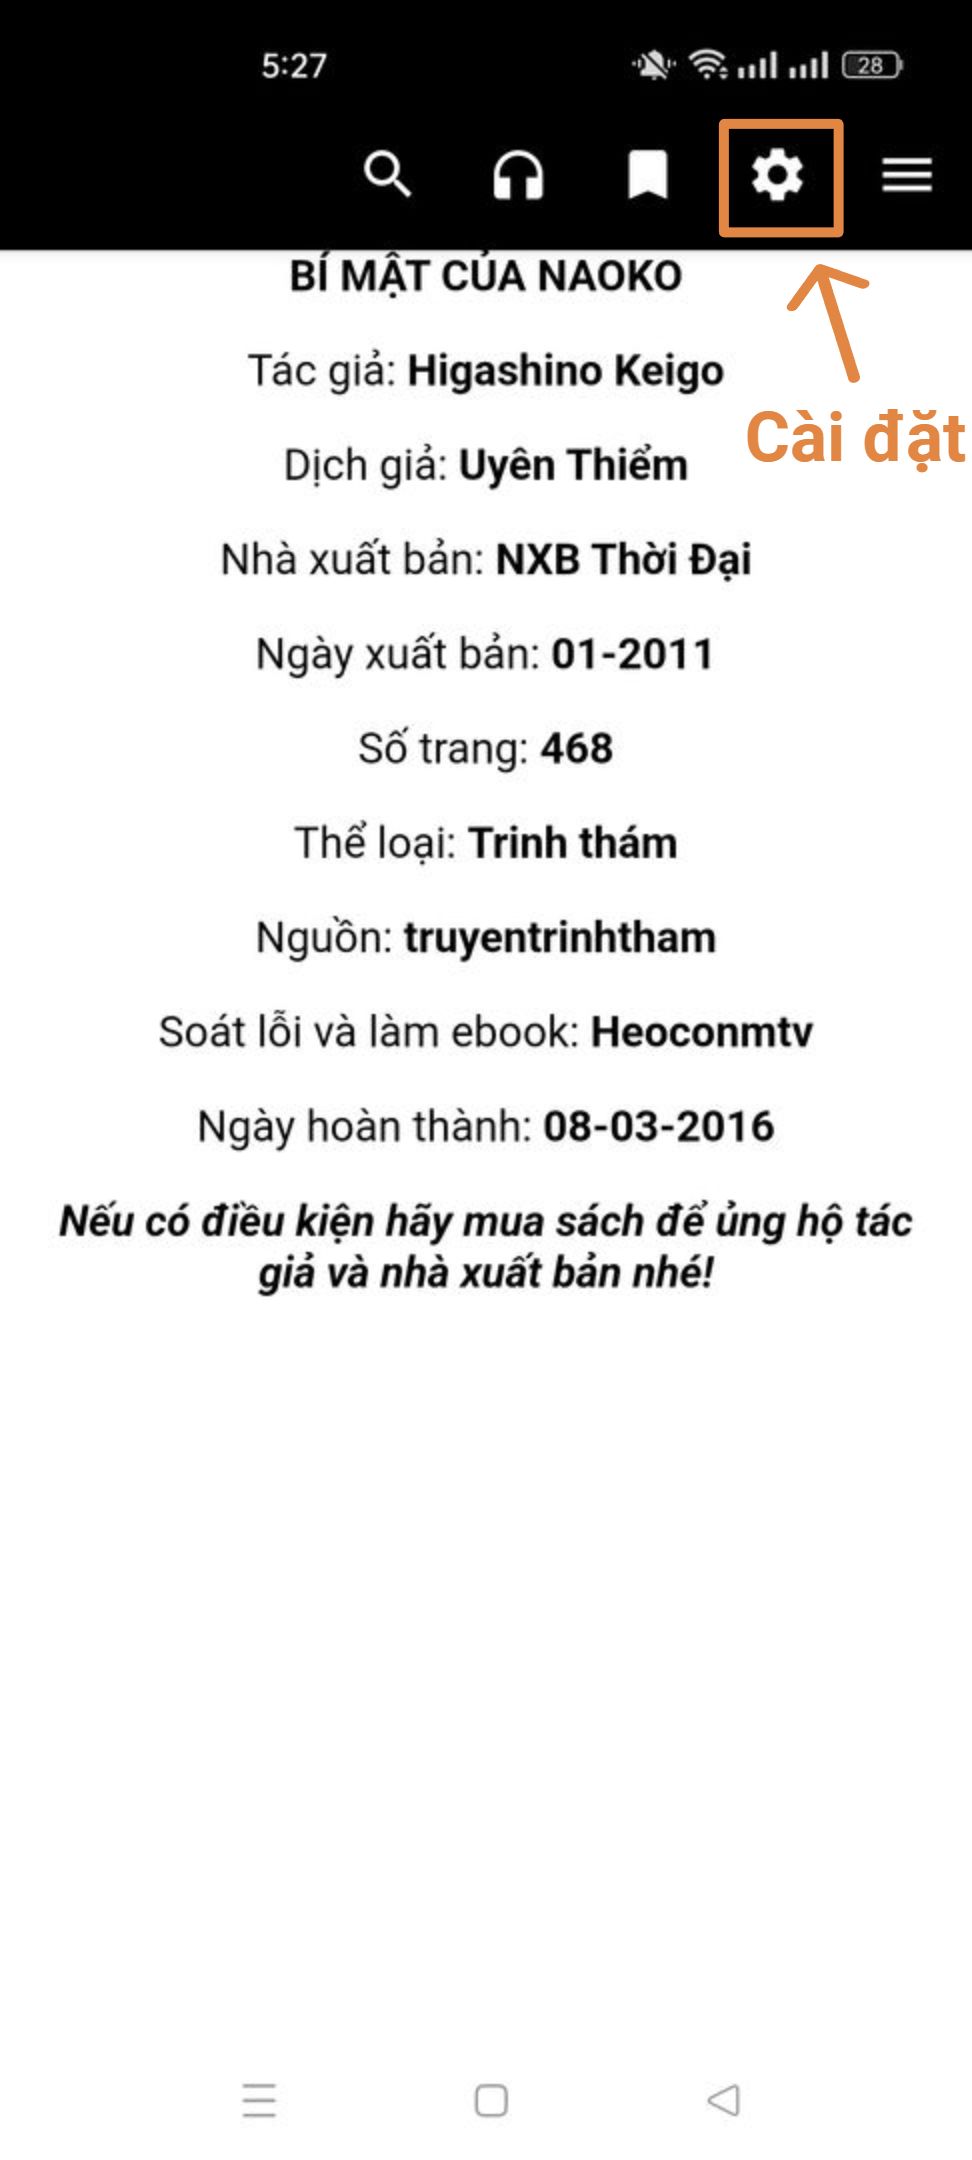 5:27
28
BÍ MẬT CỦA NAOKO
Tác giả: Higashino Keigo
Cài đặt
Dịch giả: Uyên Thiểm
Nhà xuất bản: NXB Thời Đại
Ngày xuất bản: 01-2011
Số trang: 468
Thể loại: Trinh thám
Nguồn: truyentrinhtham
Soát lỗi và làm ebook: Heoconmtv
Ngày hoàn thành: 08-03-2016
Nếu có điều kiện hãy mua sách để ủng hộ tác
giả và nhà xuất bản nhé!